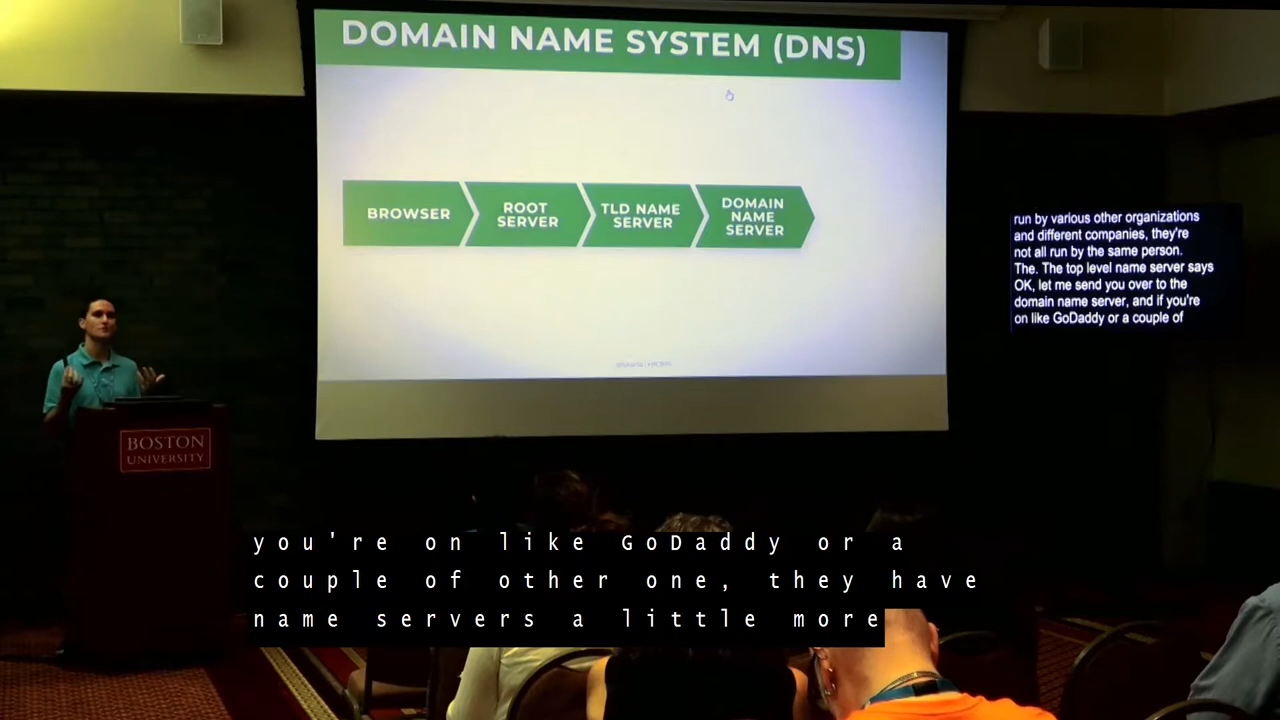 DOMAIN NAME SYSTEM (DNS)
BROWSER
ROOT
SERVER
TLD NAME
SERVER
DOMAIN
NAME
SERVER
run by various other organizations
and different companies, they're
not all run by the same person.
The. The top level name server says
OK, let me send you over to the
domain name server, and if you're
on like GoDaddy or a couple of
BOSTON
UNIVERSITY
you're on like GoDaddy or a
couple of other one, they have
name servers a little more